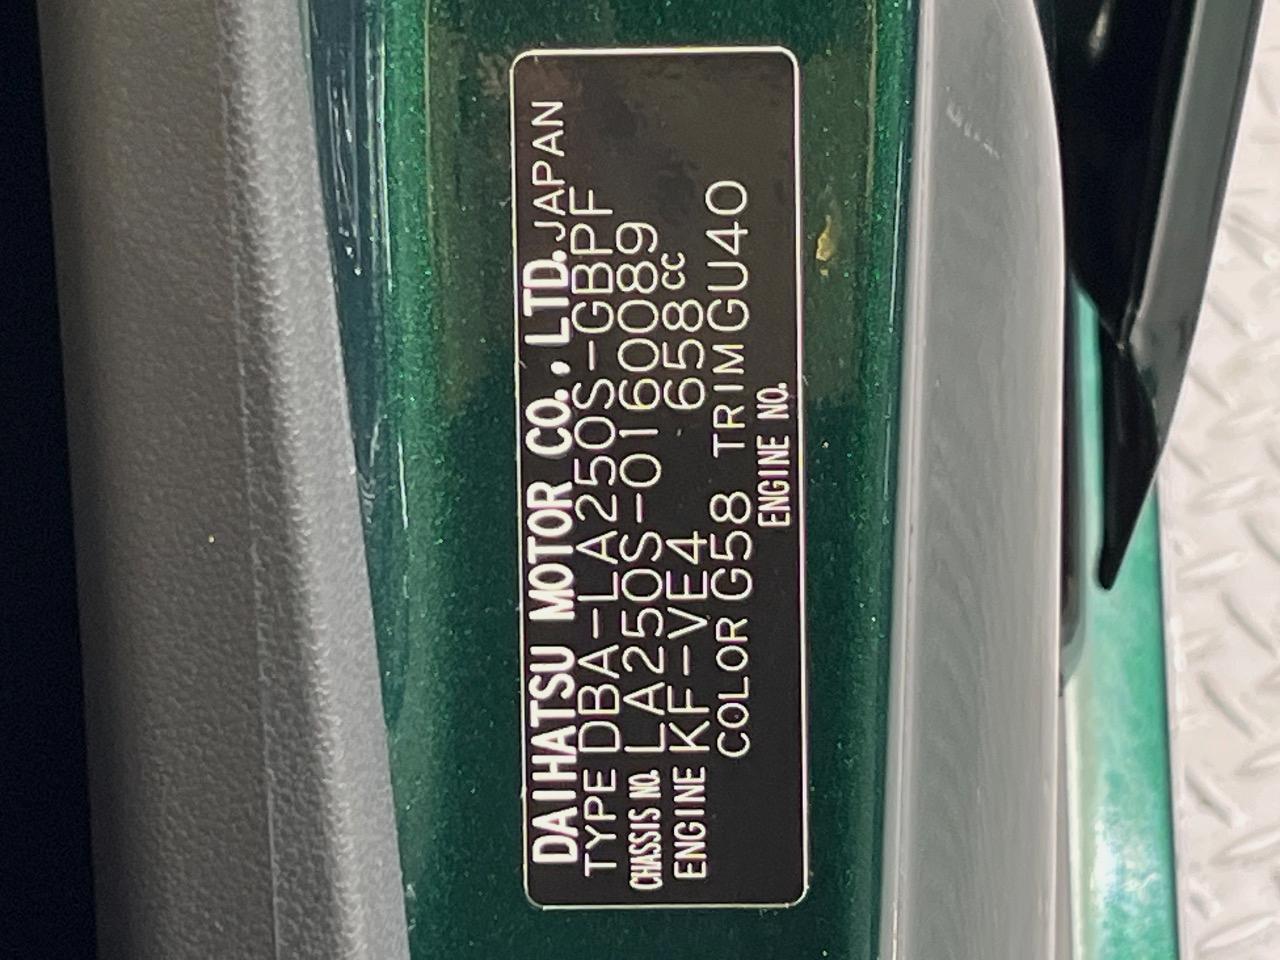 DAIHATSU MOTOR CO., LTD. JAPAN
TYPE DBA-LA250S-GBPF
CHASSIS NO. LA250S-0160089
ENGINE KF-VE4 658cc
COLOR G58 TRIM GU40
ENGINE NO.